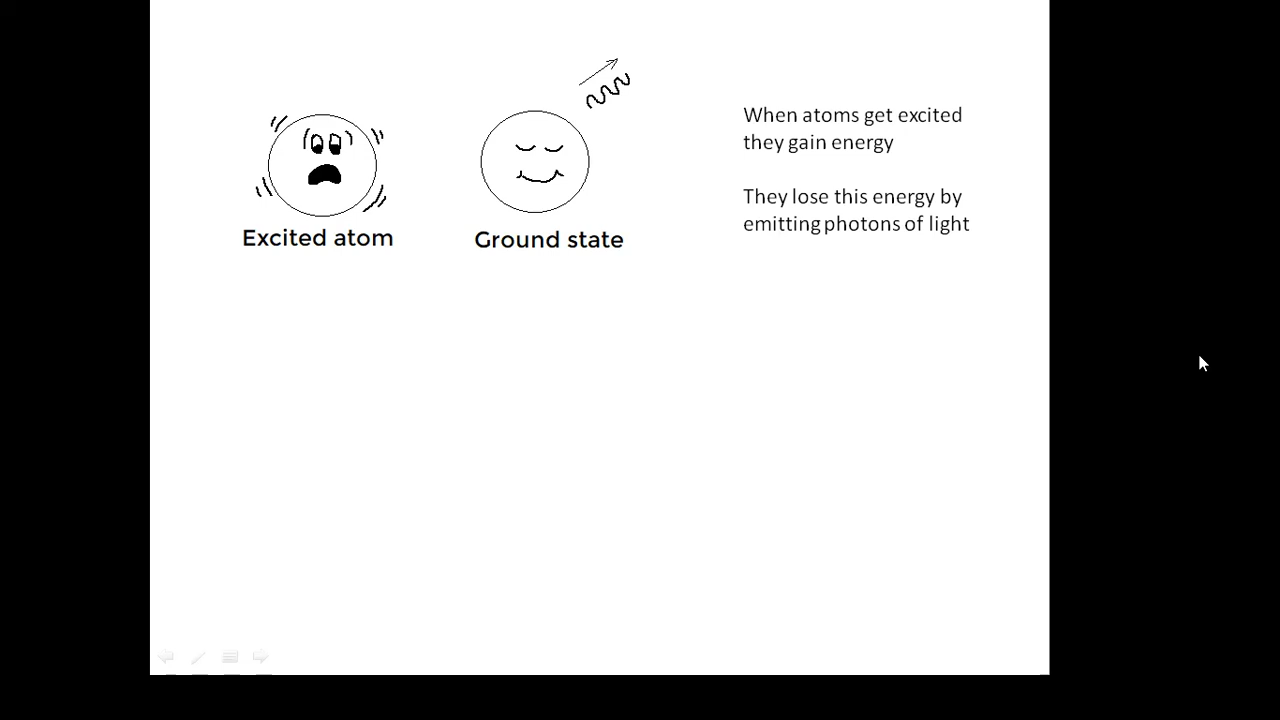 Excited atom
Ground state
When atoms get excited
they gain energy
They lose this energy by
emitting photons of light